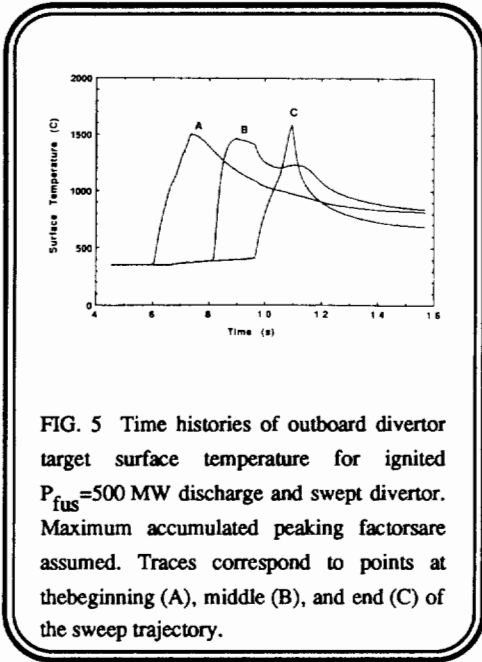 2000
1500
1000
500
0
Surface Temperature (C)
A
B
C
4 6 8 10 12 14 16
Time (s)
FIG. 5 Time histories of outboard divertor
target surface temperature for ignited
Pfus=500 MW discharge and swept divertor.
Maximum accumulated peaking factorsare
assumed. Traces correspond to points at
thebeginning (A), middle (B), and end (C) of
the sweep trajectory.